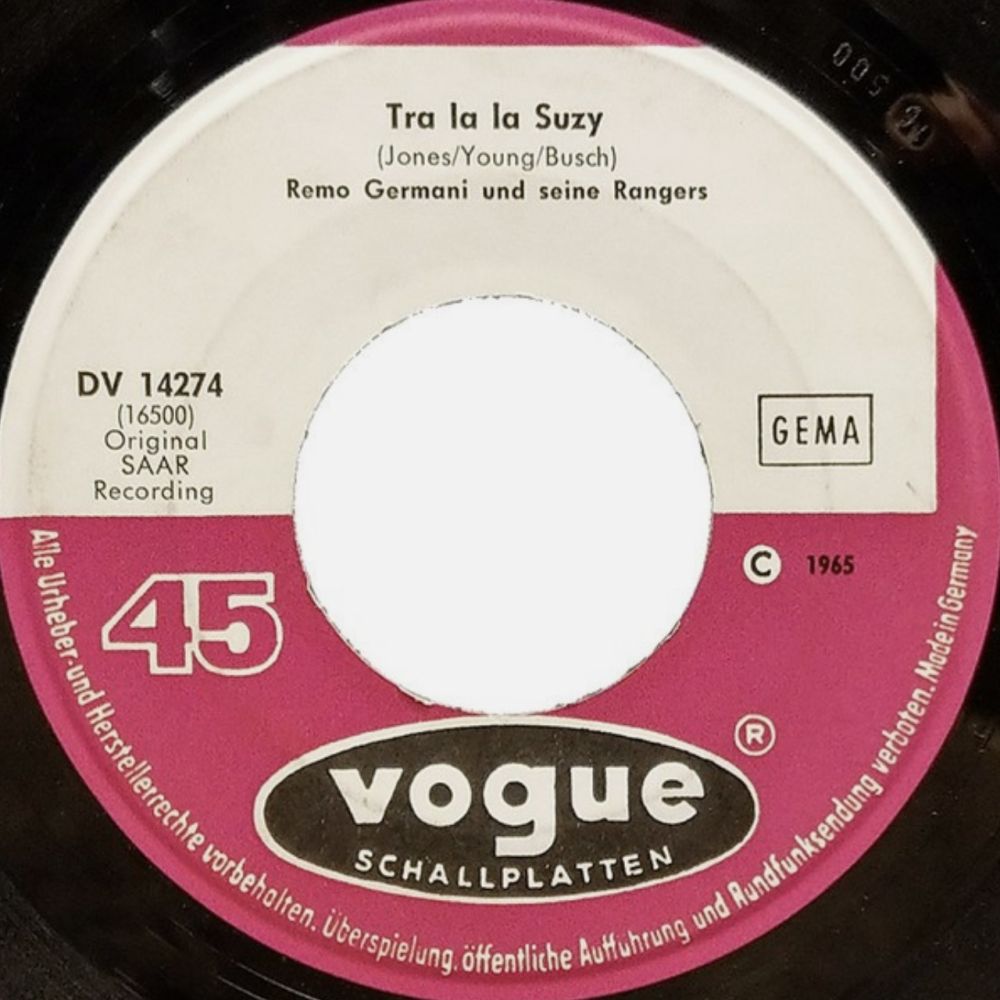 Tra la la Suzy
(Jones/Young/Busch)
Remo Germani und seine Rangers
DV 14274
(16500)
Original
SAAR
Recording
GEMA
45
C 1965
vogue
R
SCHALLPLATTEN
Alle Urheber-und Herstellerrechte vorbehalten. Überspielung, öffentliche Aufführung und Rundfunksendung verboten. Made in Germany